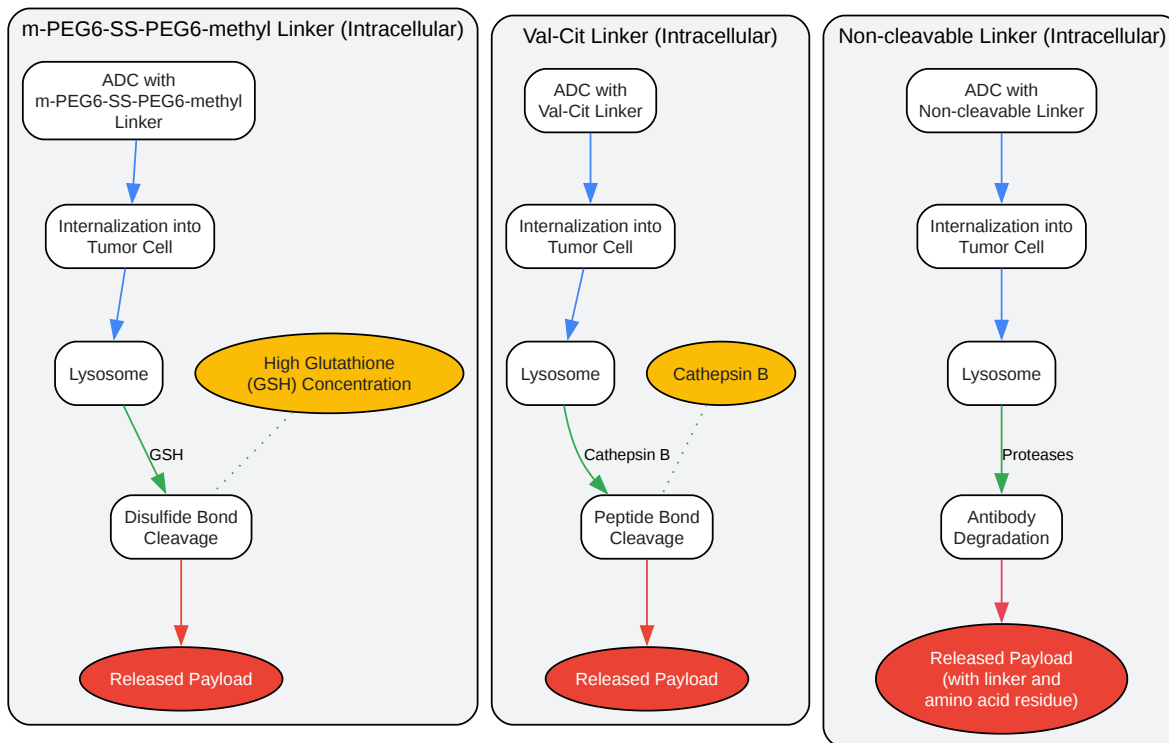 m-PEG6-SS-PEG6-methyl Linker (Intracellular)
ADC with
m-PEG6-SS-PEG6-methyl
Linker
Internalization into
Tumor Cell
Lysosome
High Glutathione
(GSH) Concentration
GSH
Disulfide Bond
Cleavage
Released Payload
Val-Cit Linker (Intracellular)
ADC with
Val-Cit Linker
Internalization into
Tumor Cell
Lysosome
Cathepsin B
Cathepsin B
Peptide Bond
Cleavage
Released Payload
Non-cleavable Linker (Intracellular)
ADC with
Non-cleavable Linker
Internalization into
Tumor Cell
Lysosome
Proteases
Antibody
Degradation
Released Payload
(with linker and
amino acid residue)